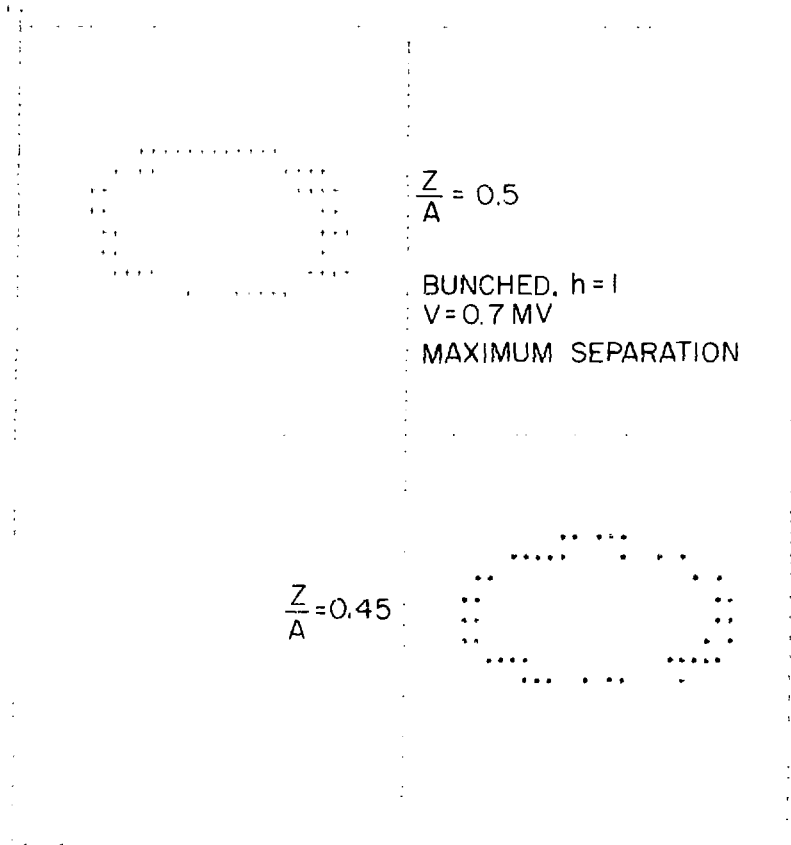 Z/A = 0.5
BUNCHED, h=1
V=0.7 MV
MAXIMUM SEPARATION
Z/A =0.45